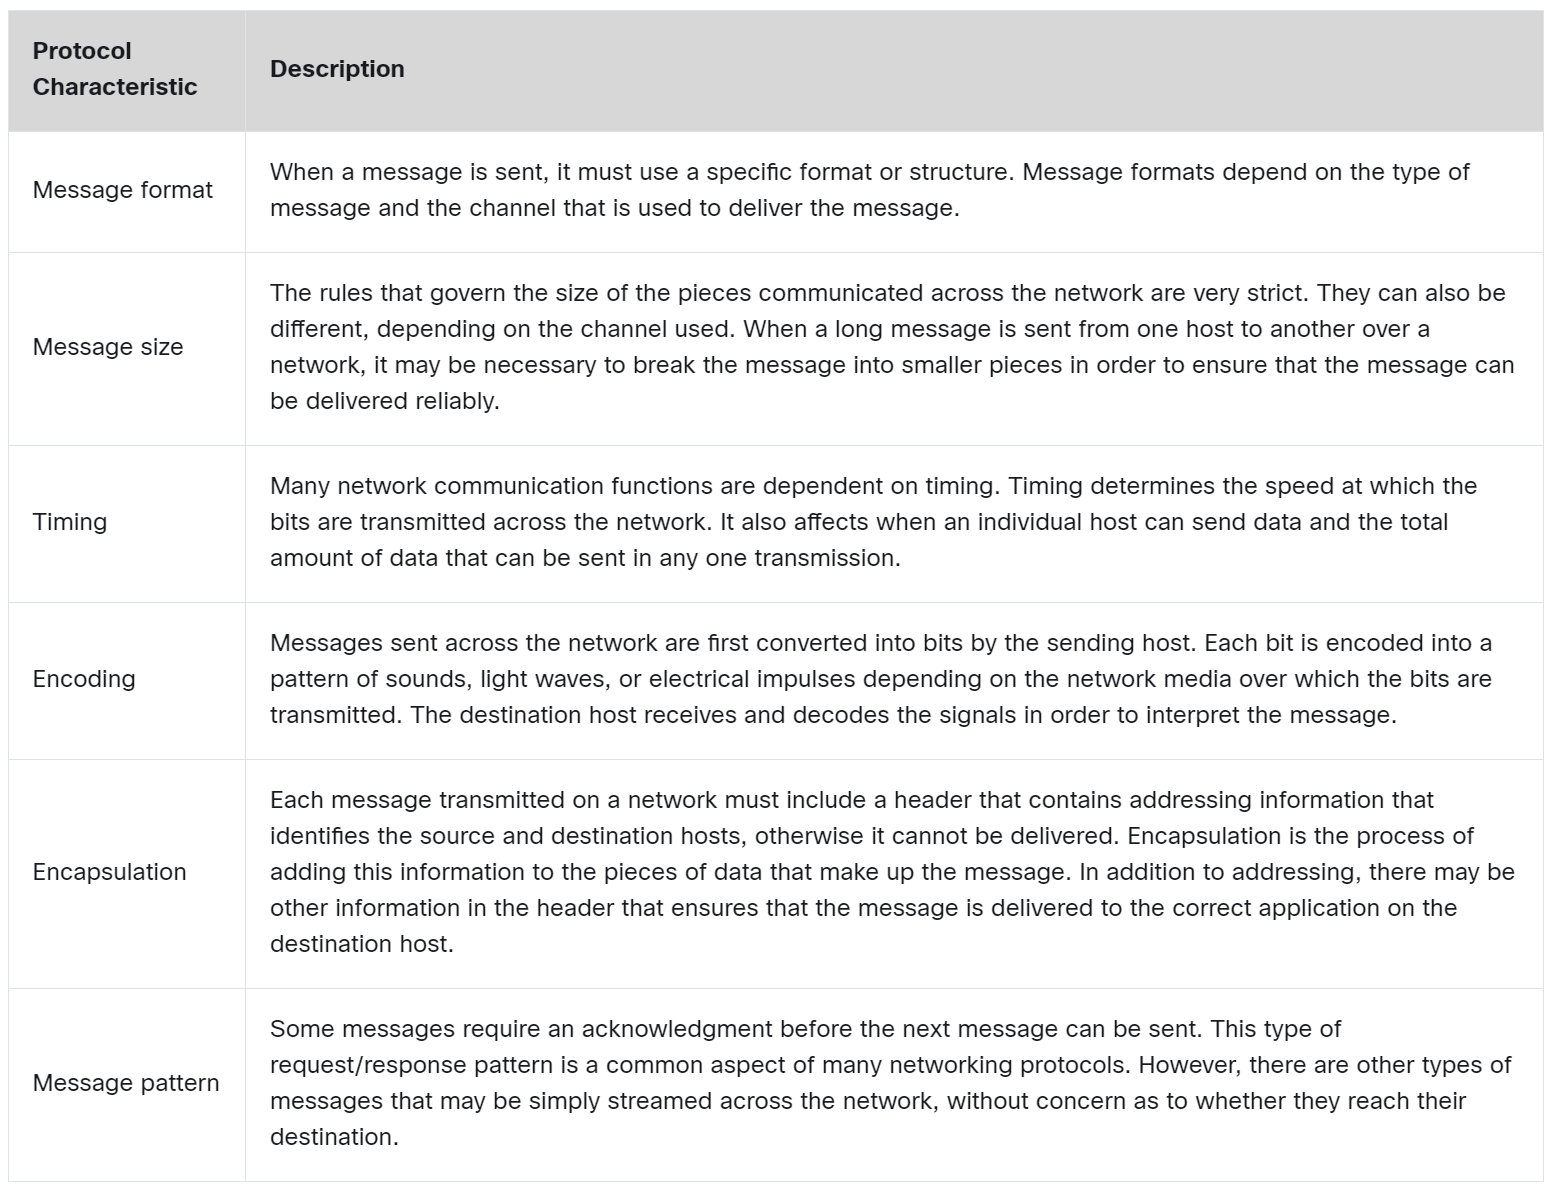 Protocol
Characteristic
Description
Message format
When a message is sent, it must use a specific format or structure. Message formats depend on the type of
message and the channel that is used to deliver the message.
Message size
The rules that govern the size of the pieces communicated across the network are very strict. They can also be
different, depending on the channel used. When a long message is sent from one host to another over a
network, it may be necessary to break the message into smaller pieces in order to ensure that the message can
be delivered reliably.
Timing
Many network communication functions are dependent on timing. Timing determines the speed at which the
bits are transmitted across the network. It also affects when an individual host can send data and the total
amount of data that can be sent in any one transmission.
Encoding
Messages sent across the network are first converted into bits by the sending host. Each bit is encoded into a
pattern of sounds, light waves, or electrical impulses depending on the network media over which the bits are
transmitted. The destination host receives and decodes the signals in order to interpret the message.
Encapsulation
Each message transmitted on a network must include a header that contains addressing information that
identifies the source and destination hosts, otherwise it cannot be delivered. Encapsulation is the process of
adding this information to the pieces of data that make up the message. In addition to addressing, there may be
other information in the header that ensures that the message is delivered to the correct application on the
destination host.
Message pattern
Some messages require an acknowledgment before the next message can be sent. This type of
request/response pattern is a common aspect of many networking protocols. However, there are other types of
messages that may be simply streamed across the network, without concern as to whether they reach their
destination.